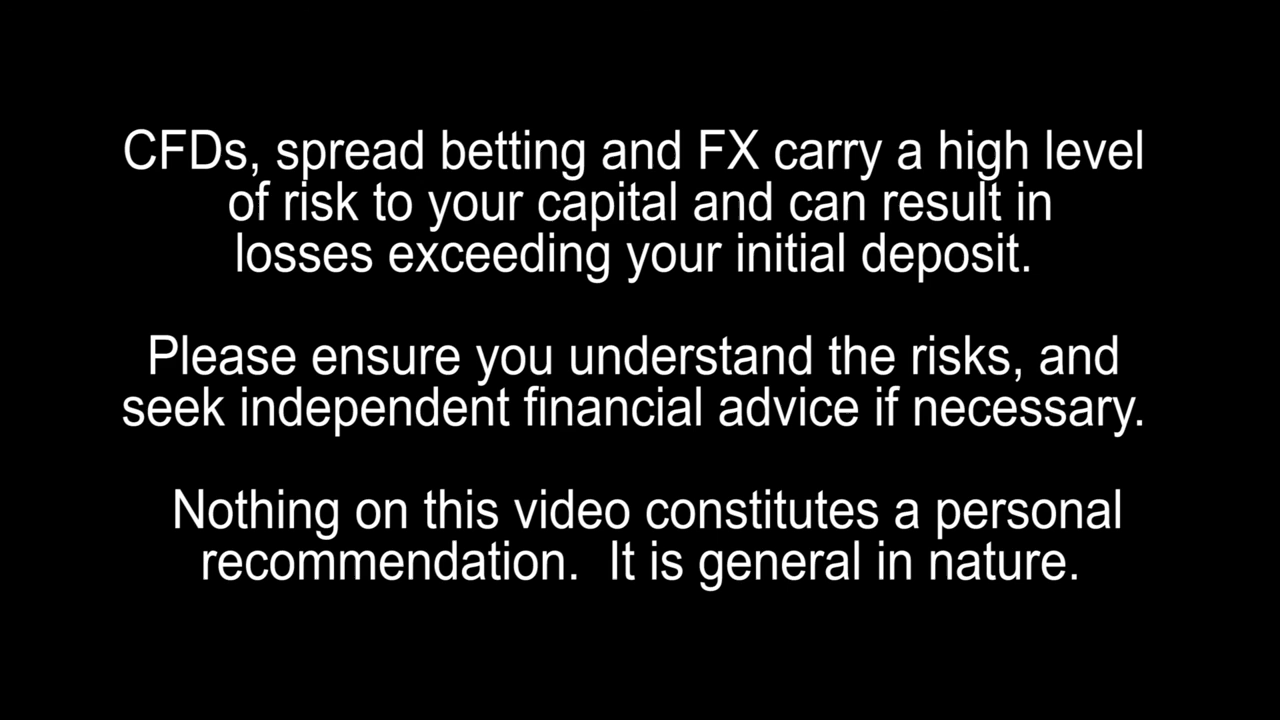 CFDs, spread betting and FX carry a high level
of risk to your capital and can result in
losses exceeding your initial deposit.
Please ensure you understand the risks, and
seek independent financial advice if necessary.
Nothing on this video constitutes a personal
recommendation.  It is general in nature.